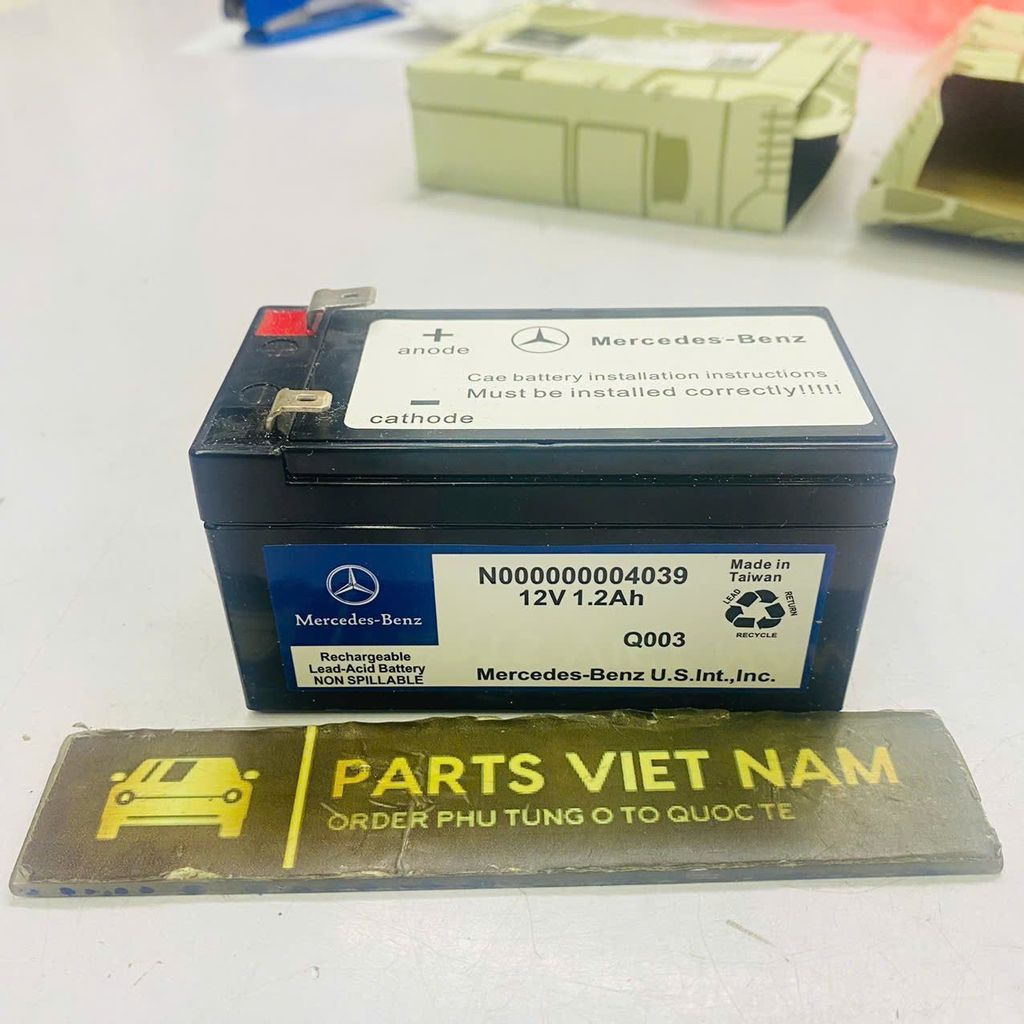 +
anode
Mercedes-Benz
Cae battery installation instructions
Must be installed correctly!!!!!
-
cathode
Mercedes-Benz
Rechargeable
Lead-Acid Battery
NON SPILLABLE
N000000004039
12V 1.2Ah
Q003
Mercedes-Benz U.S.Int.,Inc.
Made in
Taiwan
LEAD
RETURN
RECYCLE
PARTS VIET NAM
ORDER PHU TUNG O TO QUOC TE